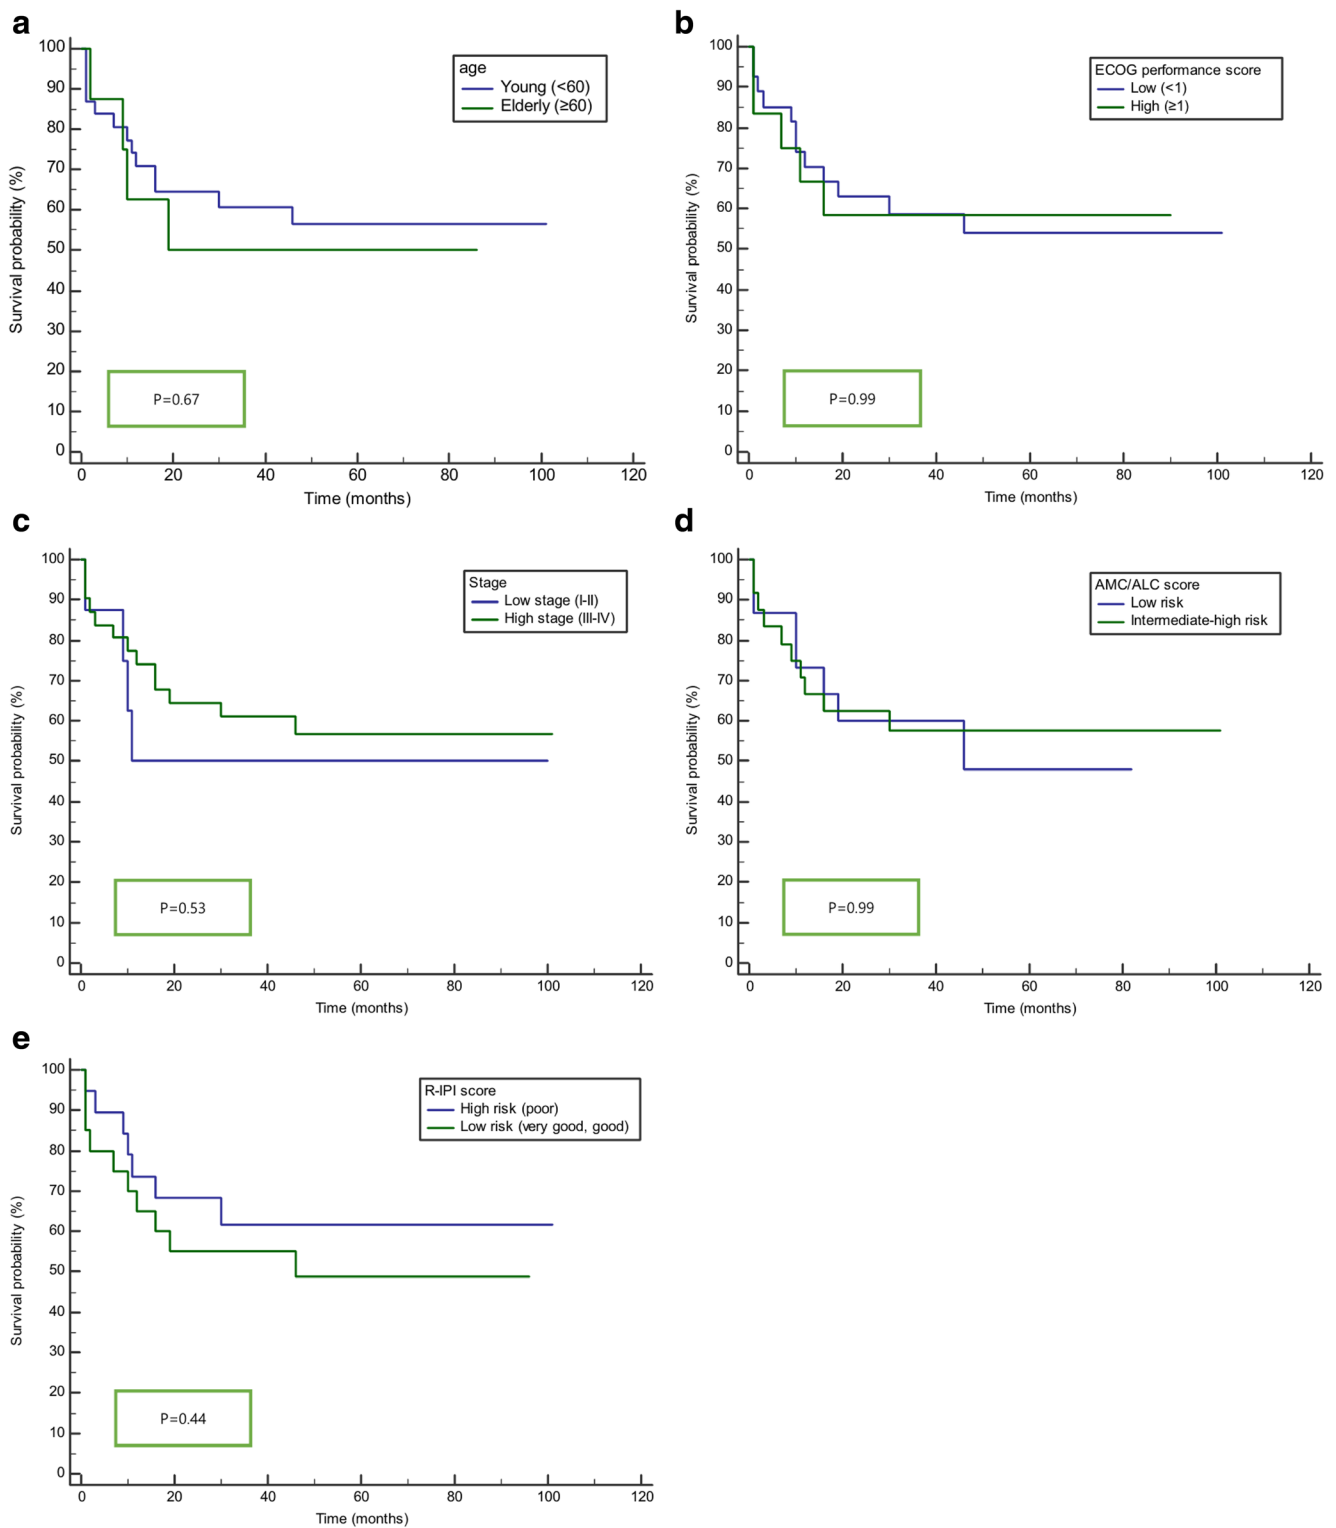 a
100
90
80
70
60
50
40
30
20
10
0
Survival probability (%)
age
Young (<60)
Elderly (≥60)
P=0.67
0 20 40 60 80 100 120
Time (months)
b
100
90
80
70
60
50
40
30
20
10
0
Survival probability (%)
ECOG performance score
Low (<1)
High (≥1)
P=0.99
0 20 40 60 80 100 120
Time (months)
c
100
90
80
70
60
50
40
30
20
10
0
Survival probability (%)
Stage
Low stage (I-II)
High stage (III-IV)
P=0.53
0 20 40 60 80 100 120
Time (months)
d
100
90
80
70
60
50
40
30
20
10
0
Survival probability (%)
AMC/ALC score
Low risk
Intermediate-high risk
P=0.99
0 20 40 60 80 100 120
Time (months)
e
100
90
80
70
60
50
40
30
20
10
0
Survival probability (%)
R-IPI score
High risk (poor)
Low risk (very good, good)
P=0.44
0 20 40 60 80 100 120
Time (months)